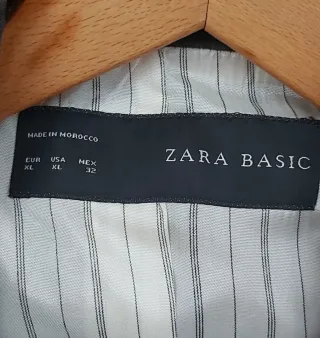 MADE IN MOROCCO
EUR USA MEX
XL XL 32
ZARA BASIC